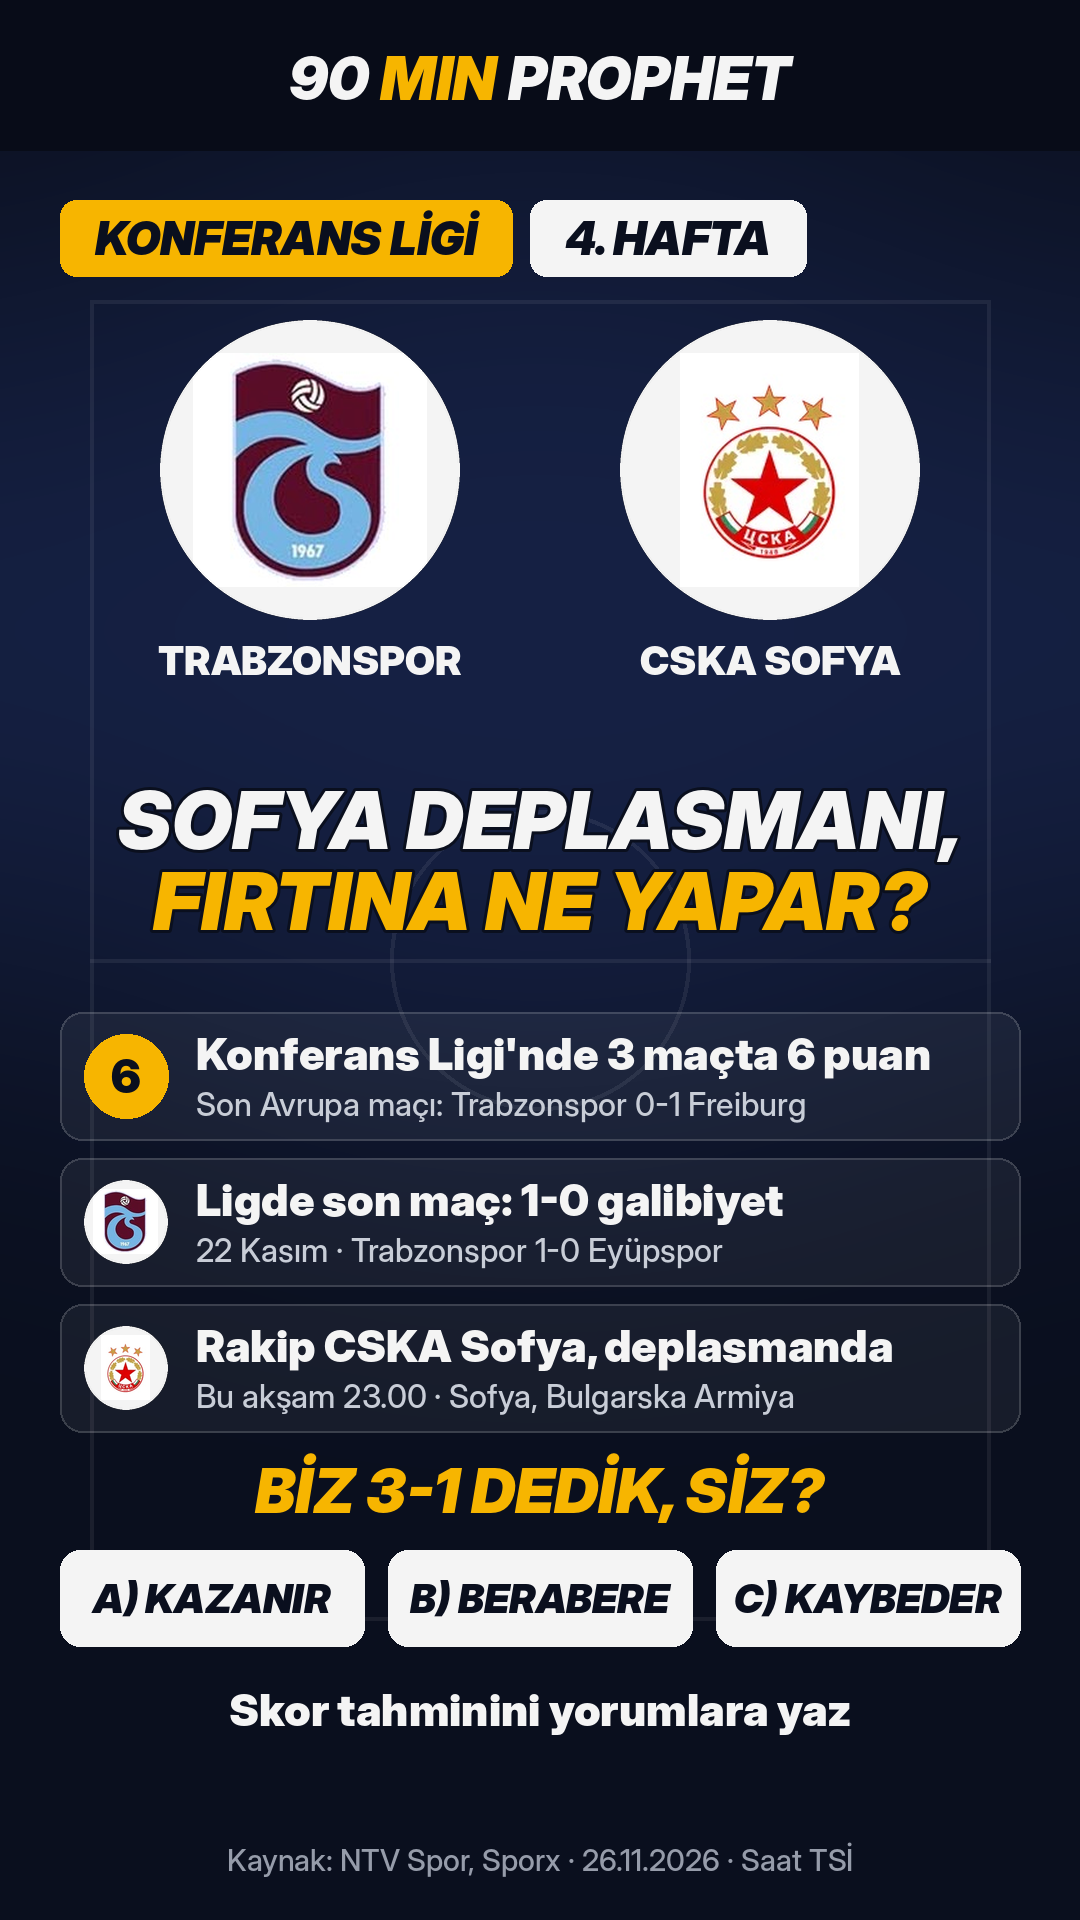 90 MIN PROPHET
KONFERANS LİGİ
4. HAFTA
1967
ЦСКА
1948
TRABZONSPOR
CSKA SOFYA
SOFYA DEPLASMANI,
FIRTINA NE YAPAR?
6
Konferans Ligi'nde 3 maçta 6 puan
Son Avrupa maçı: Trabzonspor 0-1 Freiburg
Ligde son maç: 1-0 galibiyet
22 Kasım · Trabzonspor 1-0 Eyüpspor
Rakip CSKA Sofya, deplasmanda
Bu akşam 23.00 · Sofya, Bulgarska Armiya
BİZ 3-1 DEDİK, SİZ?
A) KAZANIR
B) BERABERE
C) KAYBEDER
Skor tahminini yorumlara yaz
Kaynak: NTV Spor, Sporx · 26.11.2026 · Saat TSİ